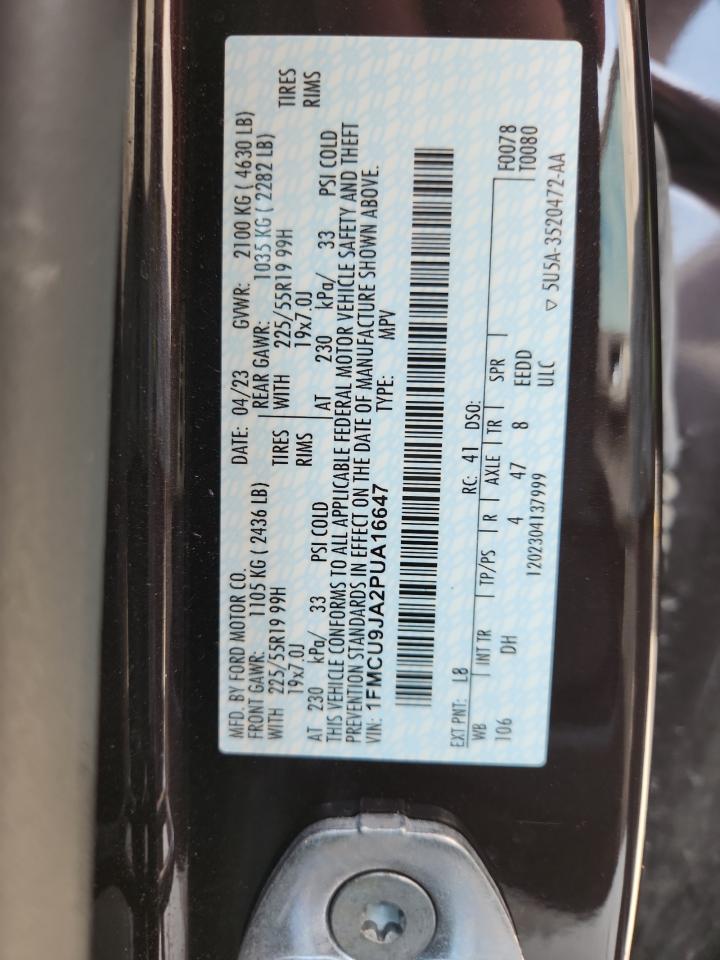 MFD. BY FORD MOTOR CO. DATE: 04/23 GVWR: 2100 KG ( 4630 LB)
FRONT GAWR: 1105 KG ( 2436 LB) REAR GAWR: 1035 KG ( 2282 LB)
WITH 225/55R19 99H TIRES WITH 225/55R19 99H TIRES
19x7.0J RIMS 19x7.0J RIMS
AT 230 kPa/ 33 PSI COLD AT 230 kPa/ 33 PSI COLD
THIS VEHICLE CONFORMS TO ALL APPLICABLE FEDERAL MOTOR VEHICLE SAFETY AND THEFT
PREVENTION STANDARDS IN EFFECT ON THE DATE OF MANUFACTURE SHOWN ABOVE.
VIN: 1FMCU9JA2PUA16647 TYPE: MPV
EXT PNT: L8 RC: 41 DSO: F0078
WB INT TR TP/PS R AXLE TR SPR T0080
106 DH 4 47 8 EEDD
1202304137999 ULC ▽ 5U5A-3520472-AA